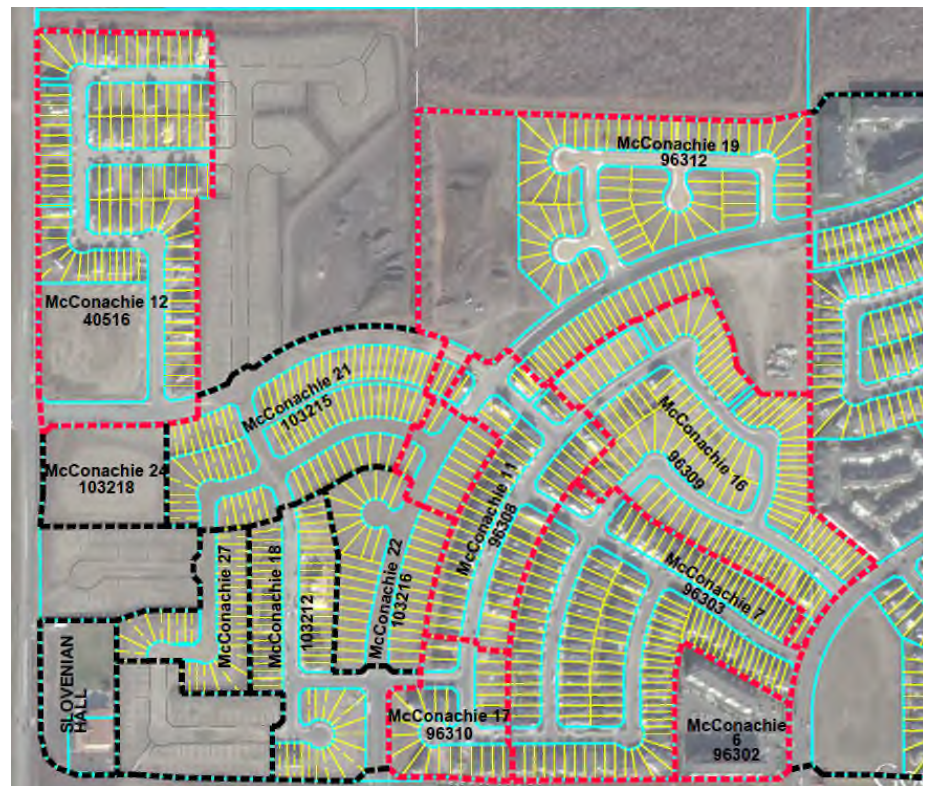 McConachie 19
96312
McConachie 12
40516
McConachie 21
103215
McConachie 24
103218
McConachie 16
96309
McConachie 11
96308
McConachie 22
103216
McConachie 27
McConachie 18
103212
McConachie 7
96303
SLOVENIAN
HALL
McConachie 17
96310
McConachie
6
96302